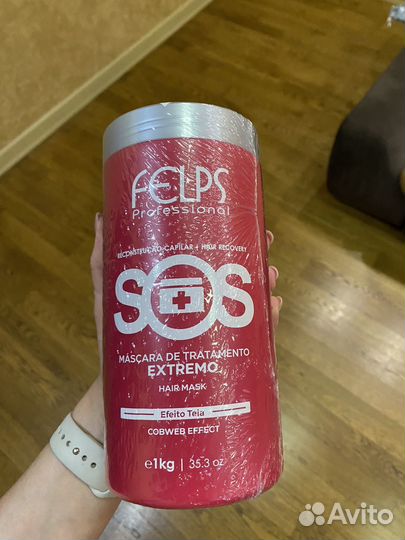 FELPS
Professional
RECONSTRUÇÃO CAPILAR • HAIR RECOVERY
SOS
MÁSCARA DE TRATAMENTO
EXTREMO
HAIR MASK
Efeito Teia
COBWEB EFFECT
e1kg | 35.3 oz
Avito